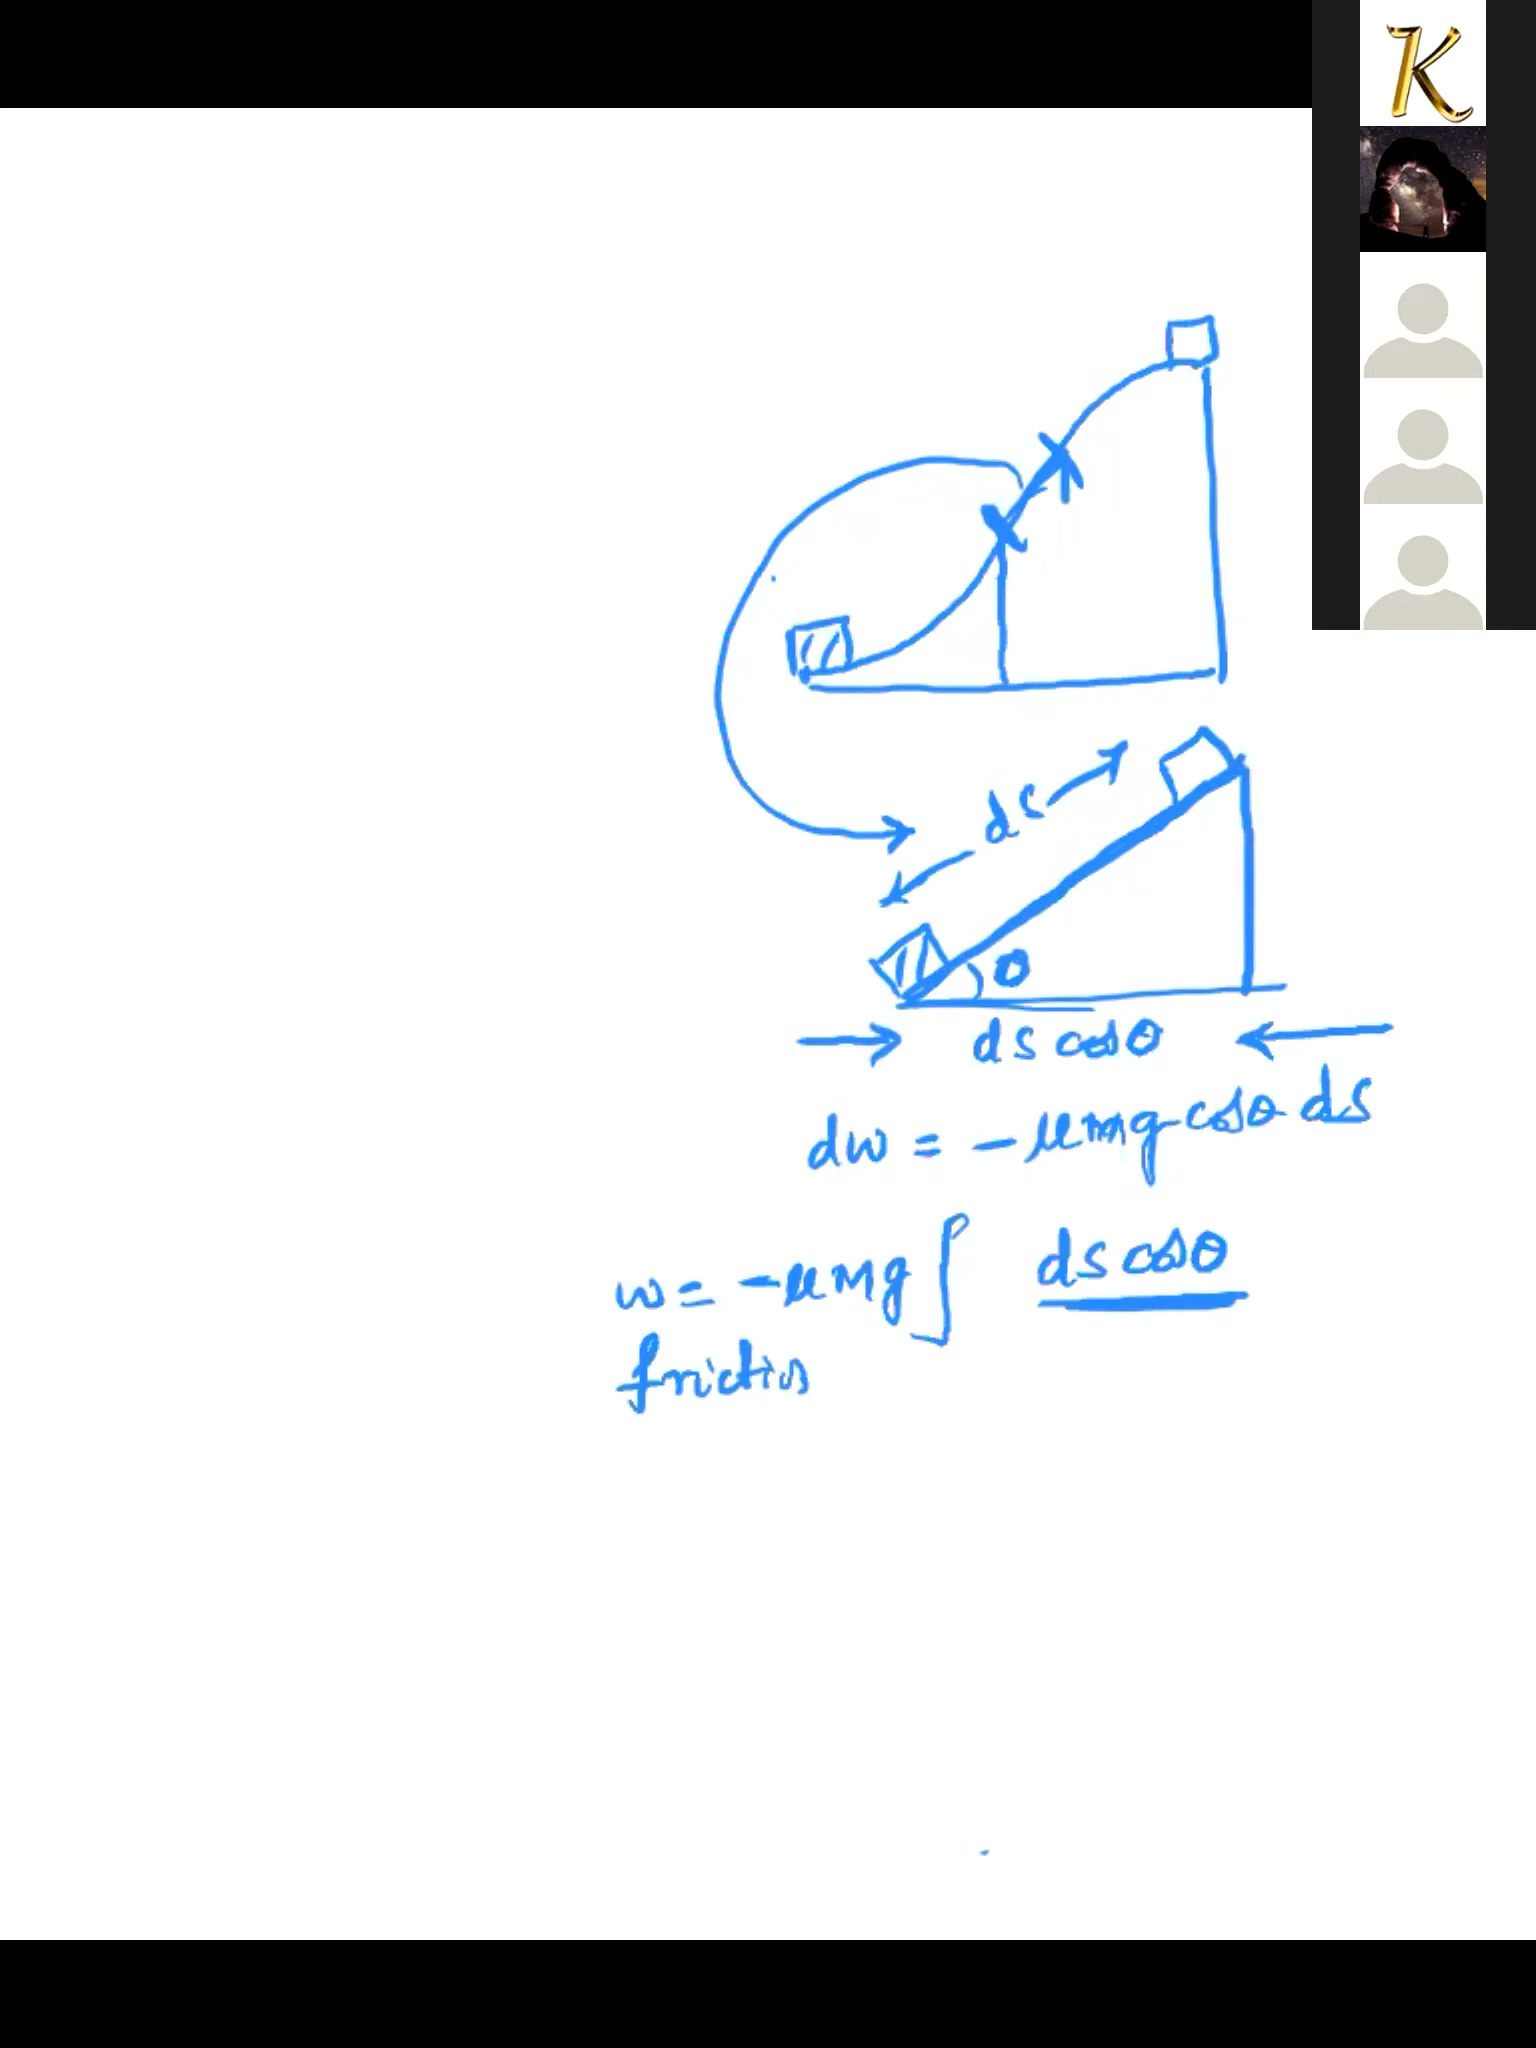 K
ds
θ
ds cosθ
dw = -μmg cosθ ds
w = -μmg ∫ ds cosθ
friction